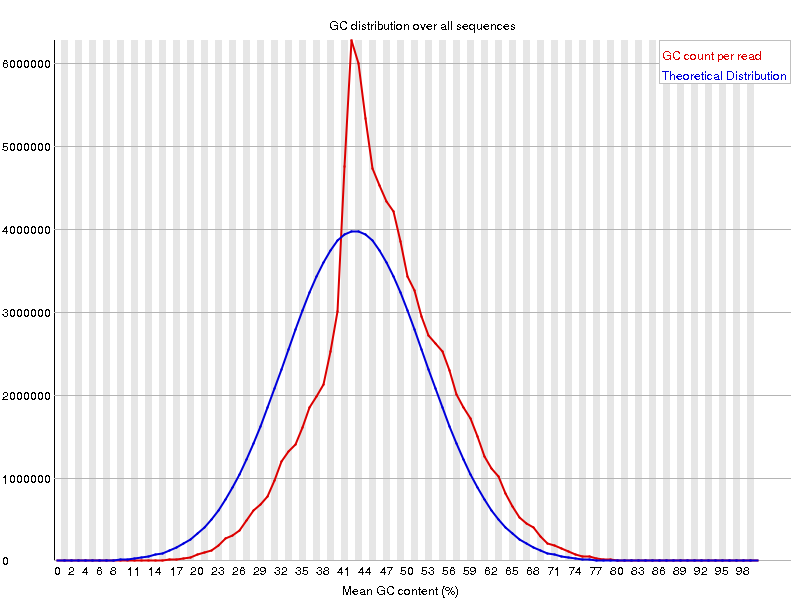 GC distribution over all sequences
GC count per read
Theoretical Distribution
6000000
5000000
4000000
3000000
2000000
1000000
0
0 2 4 6 8 11 14 17 20 23 26 29 32 35 38 41 44 47 50 53 56 59 62 65 68 71 74 77 80 83 86 89 92 95 98
Mean GC content (%)